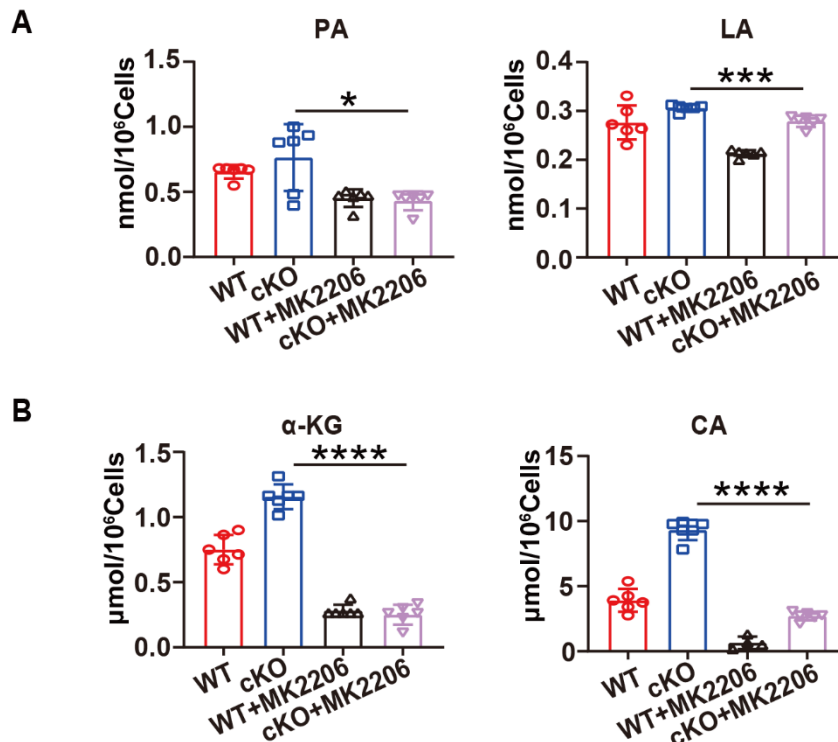 A
PA
nmol/10⁶Cells
1.5
1.0
0.5
0.0
*
WT
cKO
WT+MK2206
cKO+MK2206
LA
nmol/10⁶Cells
0.4
0.3
0.2
0.1
0.0
***
WT
cKO
WT+MK2206
cKO+MK2206
B
α-KG
µmol/10⁶Cells
1.5
1.0
0.5
0.0
****
WT
cKO
WT+MK2206
cKO+MK2206
CA
µmol/10⁶Cells
15
10
5
0
****
WT
cKO
WT+MK2206
cKO+MK2206